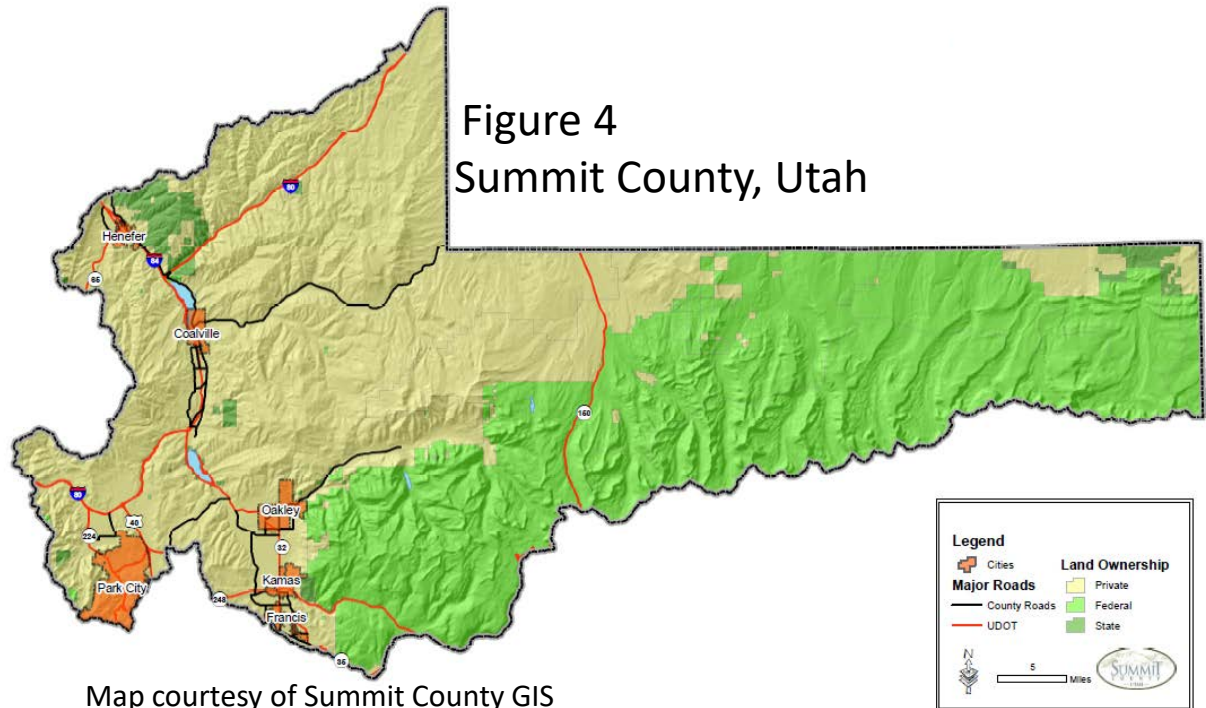 Figure 4
Summit County, Utah
80
Henefer
84
65
Coalville
150
80
Oakley
40
224
32
Park City
Kamas
248
Francis
35
Legend
Cities
Land Ownership
Major Roads
Private
County Roads
Federal
UDOT
State
N
5
Miles
SUMMIT
COUNTY
Map courtesy of Summit County GIS